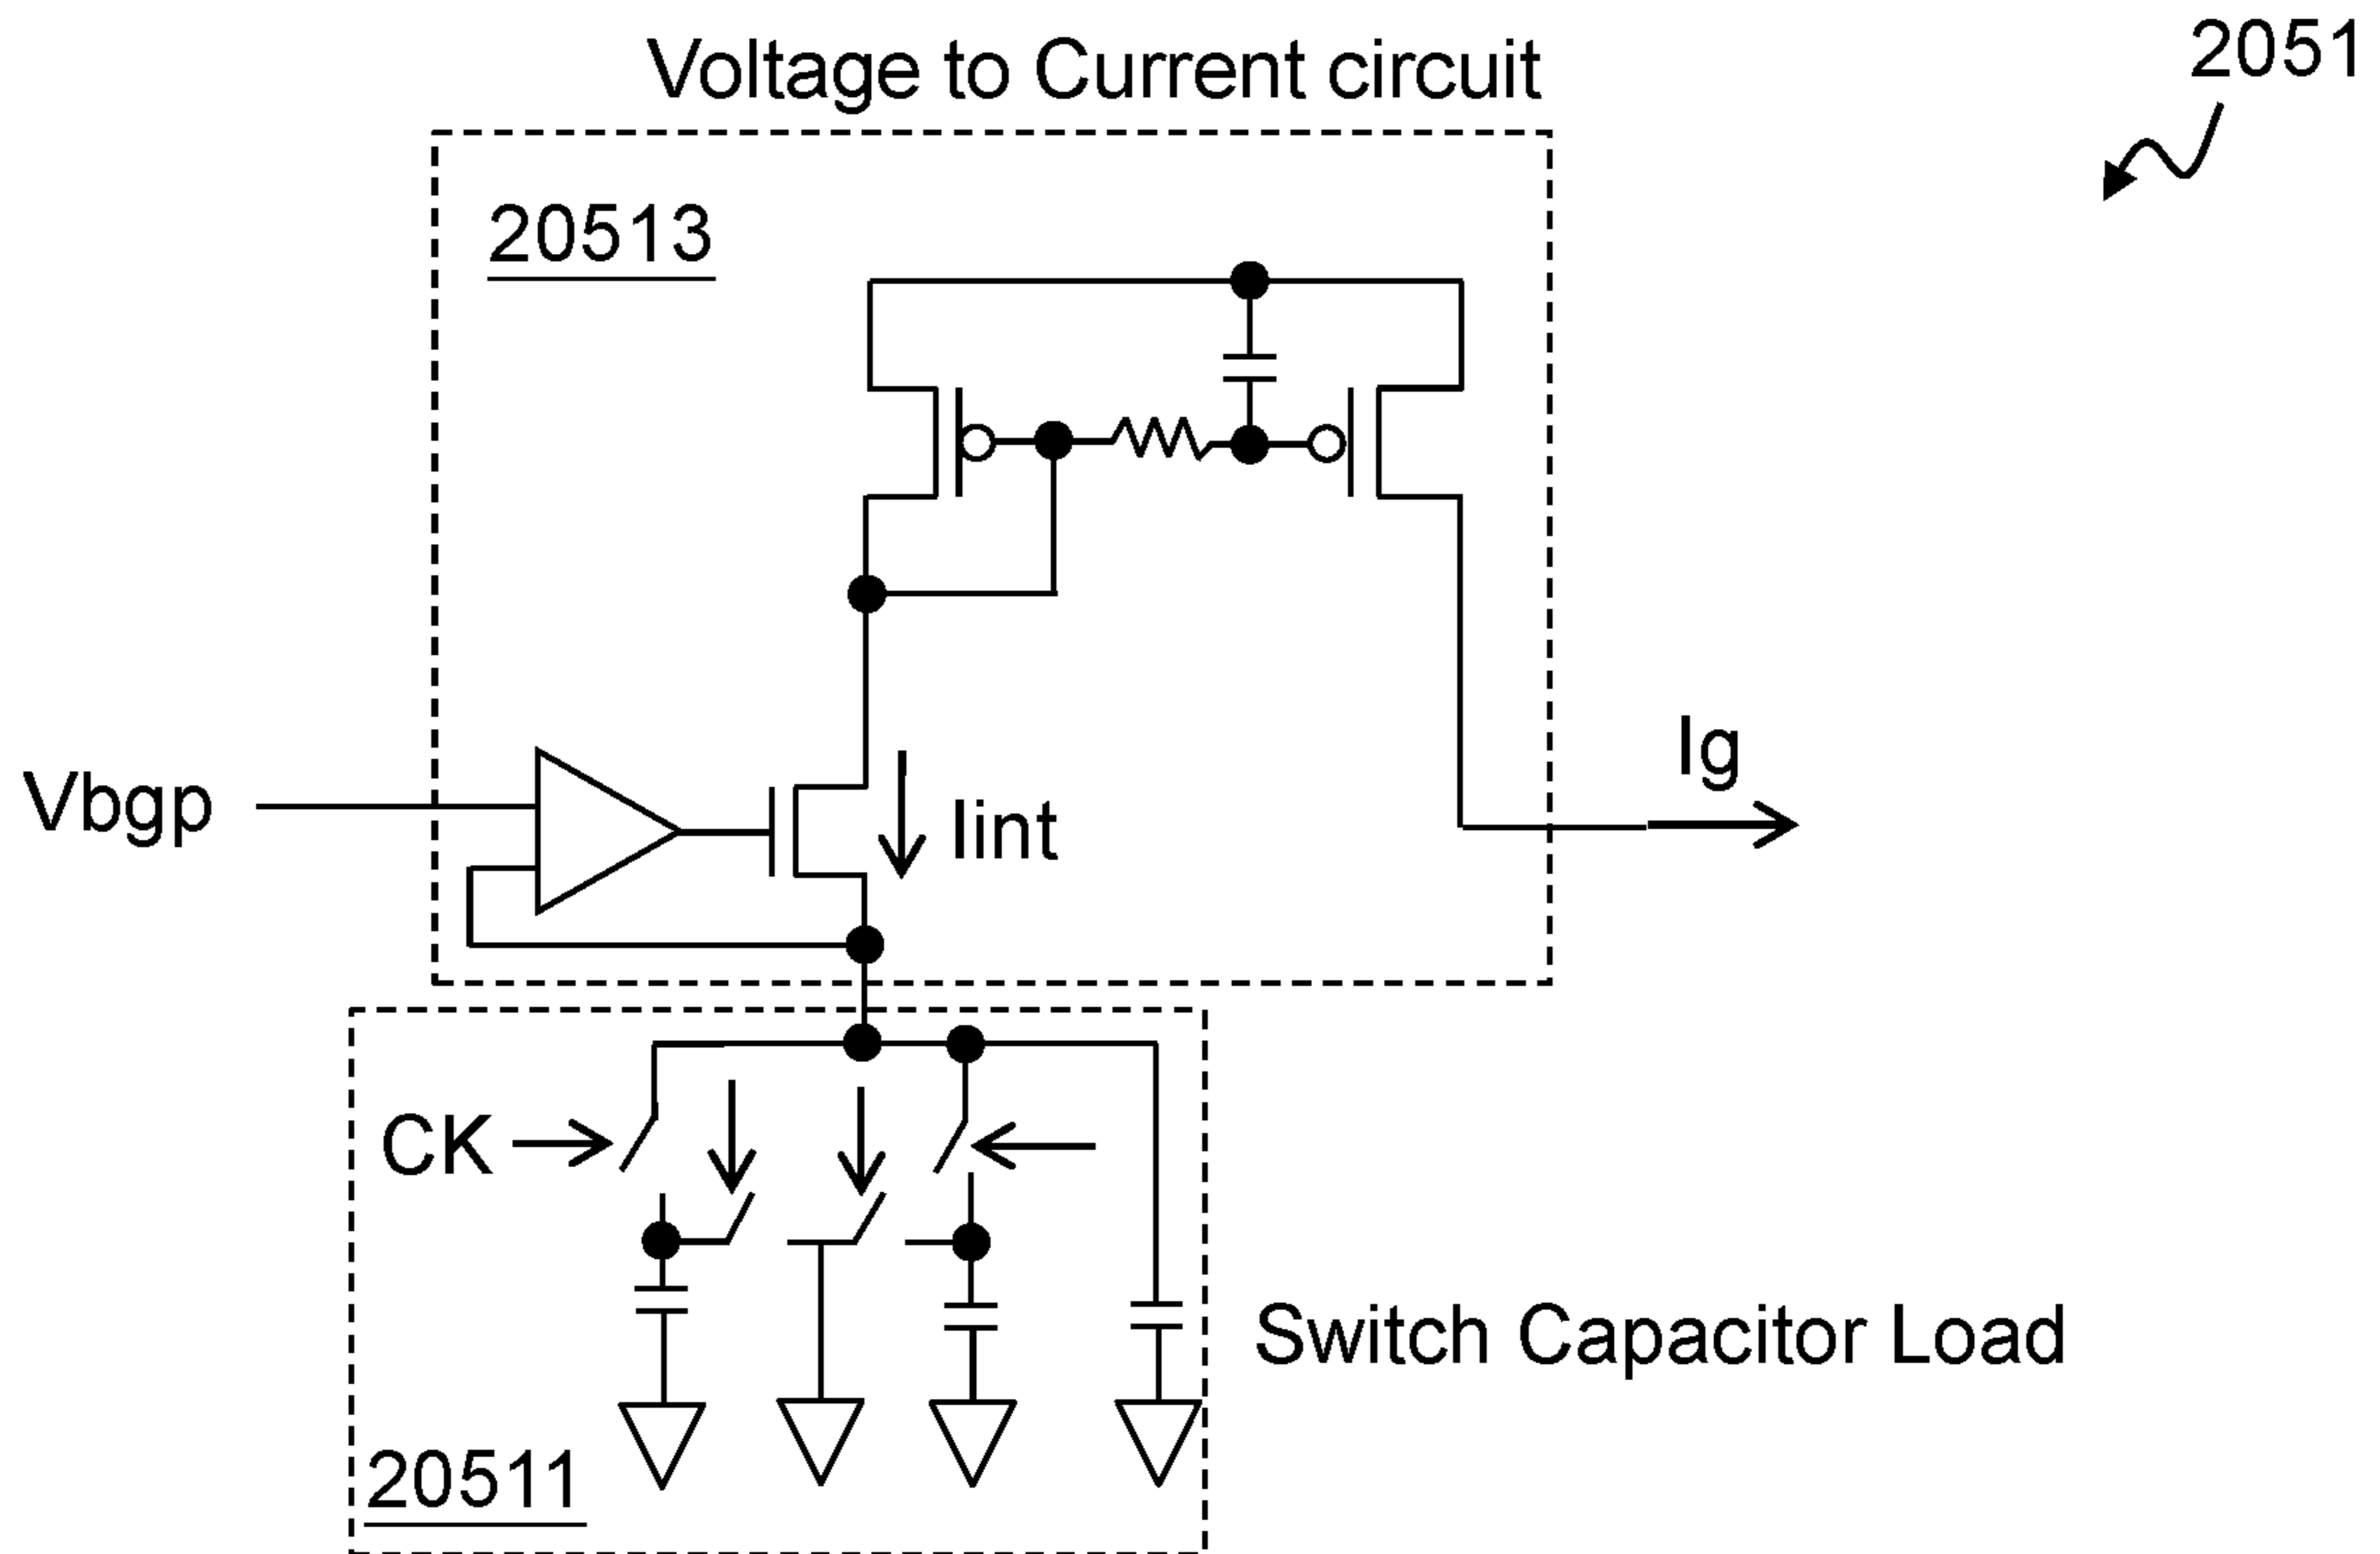 Voltage to Current circuit
2051
20513
Vbgp
Iint
Ig
CK
Switch Capacitor Load
20511